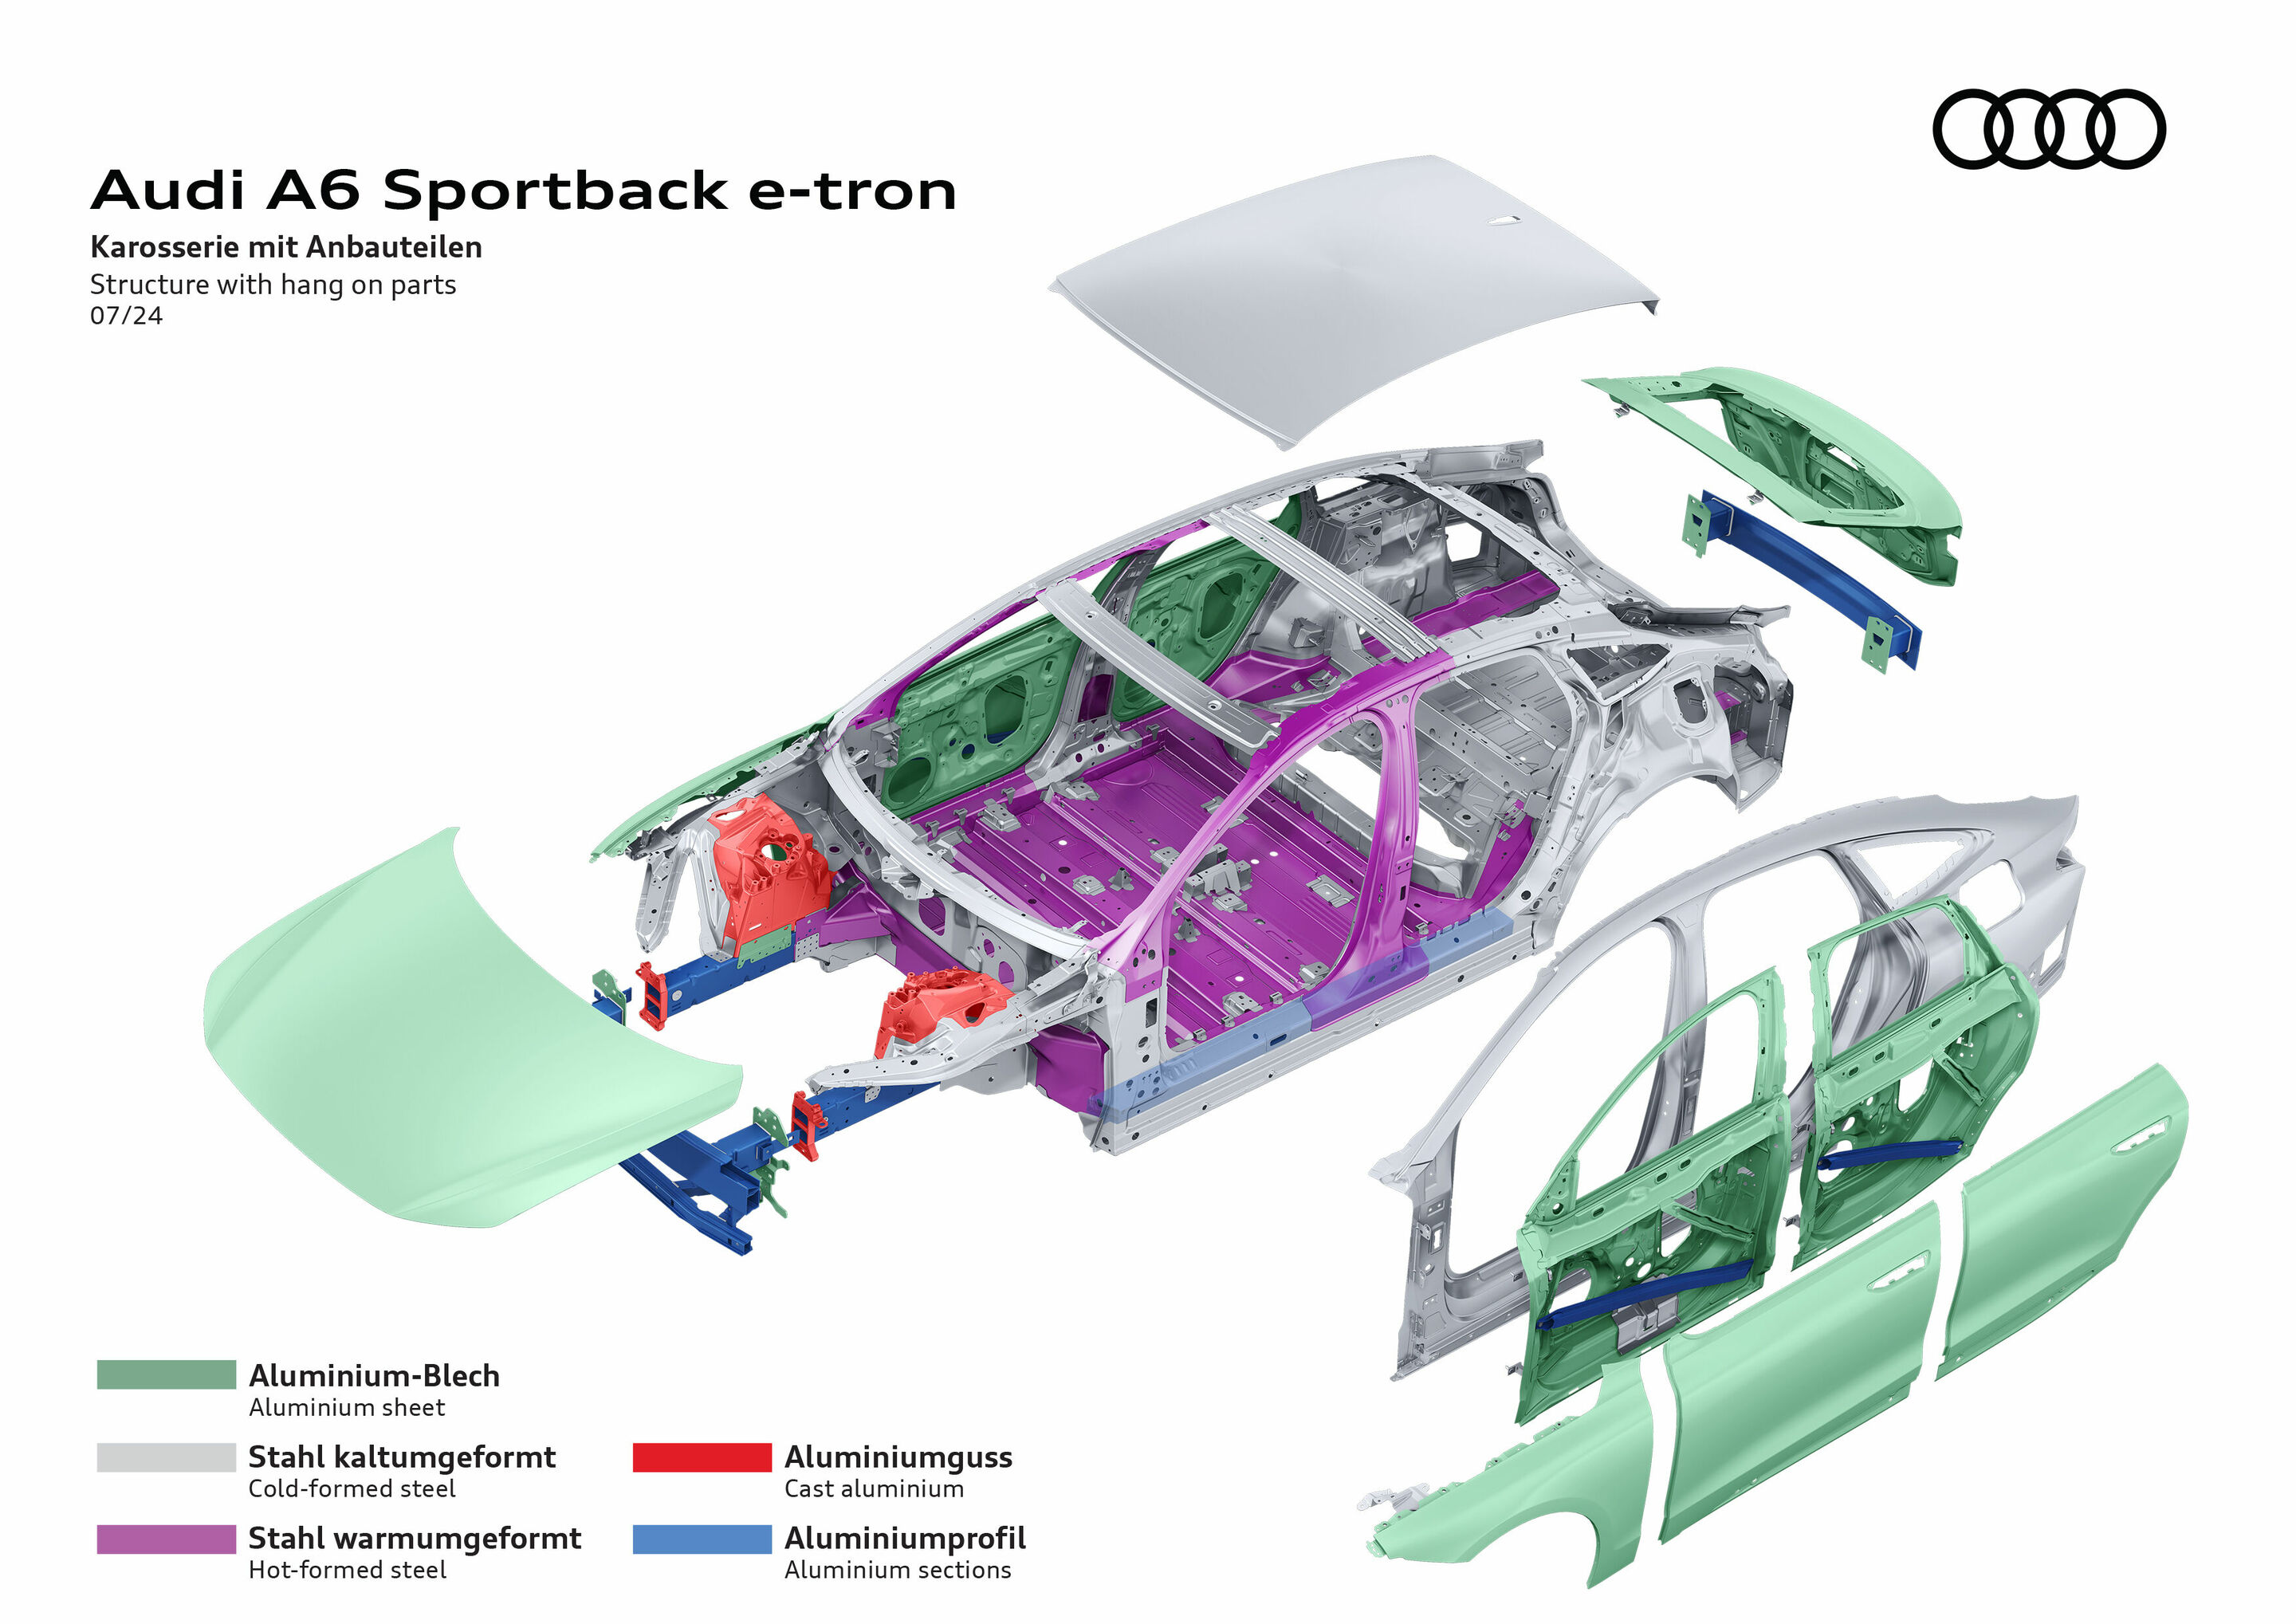 Audi A6 Sportback e-tron
Karosserie mit Anbauteilen
Structure with hang on parts
07/24
Aluminium-Blech
Aluminium sheet
Stahl kaltumgeformt
Cold-formed steel
Stahl warmumgeformt
Hot-formed steel
Aluminiumguss
Cast aluminium
Aluminiumprofil
Aluminium sections